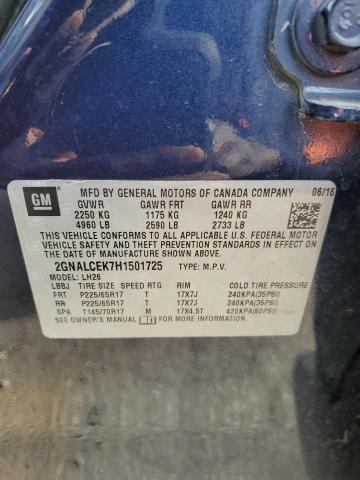 GM
MFD BY GENERAL MOTORS OF CANADA COMPANY 06/16
GVWR GAWR FRT GAWR RR
2250 KG 1175 KG 1240 KG
4960 LB 2590 LB 2733 LB
THIS VEHICLE CONFORMS TO ALL APPLICABLE U.S. FEDERAL MOTOR
VEHICLE SAFETY, BUMPER, AND THEFT PREVENTION STANDARDS
IN EFFECT ON THE DATE OF MANUFACTURE SHOWN ABOVE.
2GNALCEK7H1501725 TYPE: M.P.V.
MODEL: LH26
LBBJ TIRE SIZE SPEED RTG RIM COLD TIRE PRESSURE
FRT P225/65R17 T 17X7J 240KPA(35PSI)
RR P225/65R17 T 17X7J 240KPA(35PSI)
SPA T145/70R17 M 17X4.5T 420KPA(60PSI)
SEE OWNER'S MANUAL FOR ADDITIONAL INFORMATION.